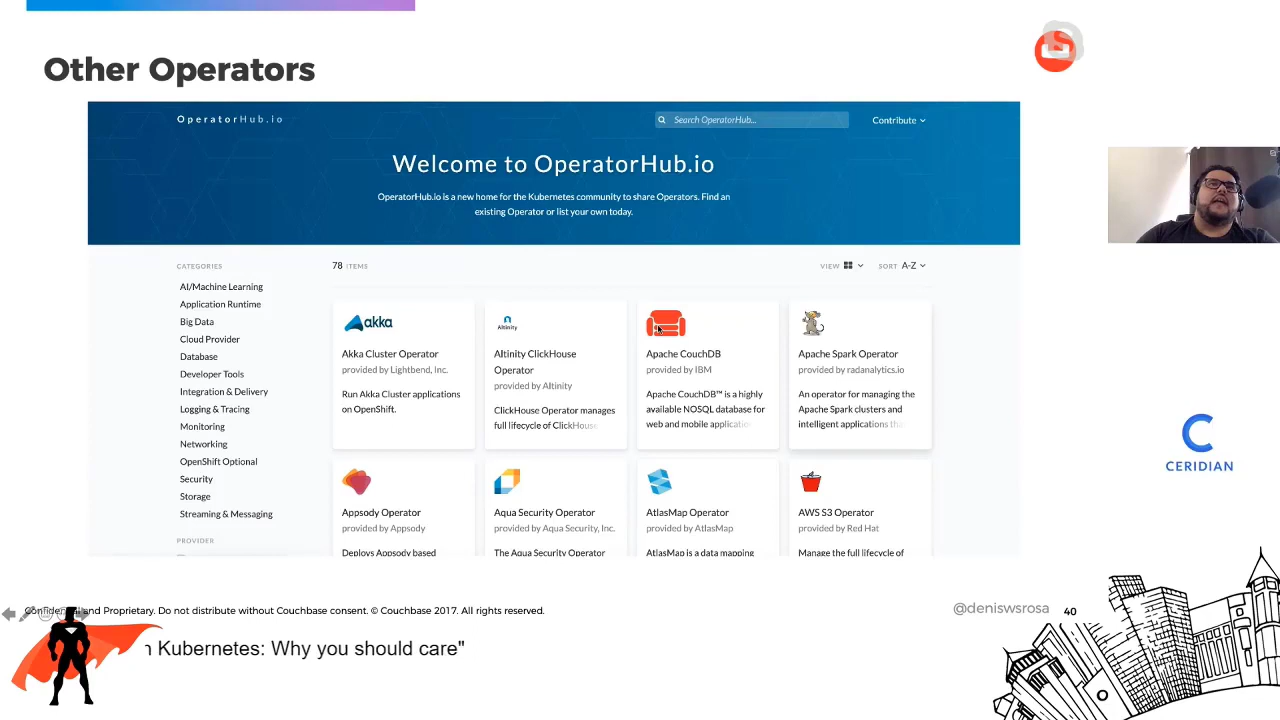 Other Operators
OperatorHub.io
Search OperatorHub...
Contribute
Welcome to OperatorHub.io
OperatorHub.io is a new home for the Kubernetes community to share Operators. Find an
existing Operator or list your own today.
CATEGORIES
AI/Machine Learning
Application Runtime
Big Data
Cloud Provider
Database
Developer Tools
Integration & Delivery
Logging & Tracing
Monitoring
Networking
OpenShift Optional
Security
Storage
Streaming & Messaging
PROVIDER
78 ITEMS
VIEW
SORT A-Z
akka
Akka Cluster Operator
provided by Lightbend, Inc.
Run Akka Cluster applications
on OpenShift.
Altinity
Altinity ClickHouse
Operator
provided by Altinity
ClickHouse Operator manages
full lifecycle of ClickHouse
Apache CouchDB
provided by IBM
Apache CouchDB™ is a highly
available NOSQL database for
web and mobile applicatio
Apache Spark Operator
provided by radanalytics.io
An operator for managing the
Apache Spark clusters and
intelligent applications tha
Appsody Operator
provided by Appsody
Deploys Appsody based
Aqua Security Operator
provided by Aqua Security, Inc.
The Aqua Security Operator
AtlasMap Operator
provided by AtlasMap
AtlasMap is a data mapping
AWS S3 Operator
provided by Red Hat
Manage the full lifecycle of
CERIDIAN
Confidential and Proprietary. Do not distribute without Couchbase consent. © Couchbase 2017. All rights reserved.
@deniswsrosa
40
Kubernetes: Why you should care"